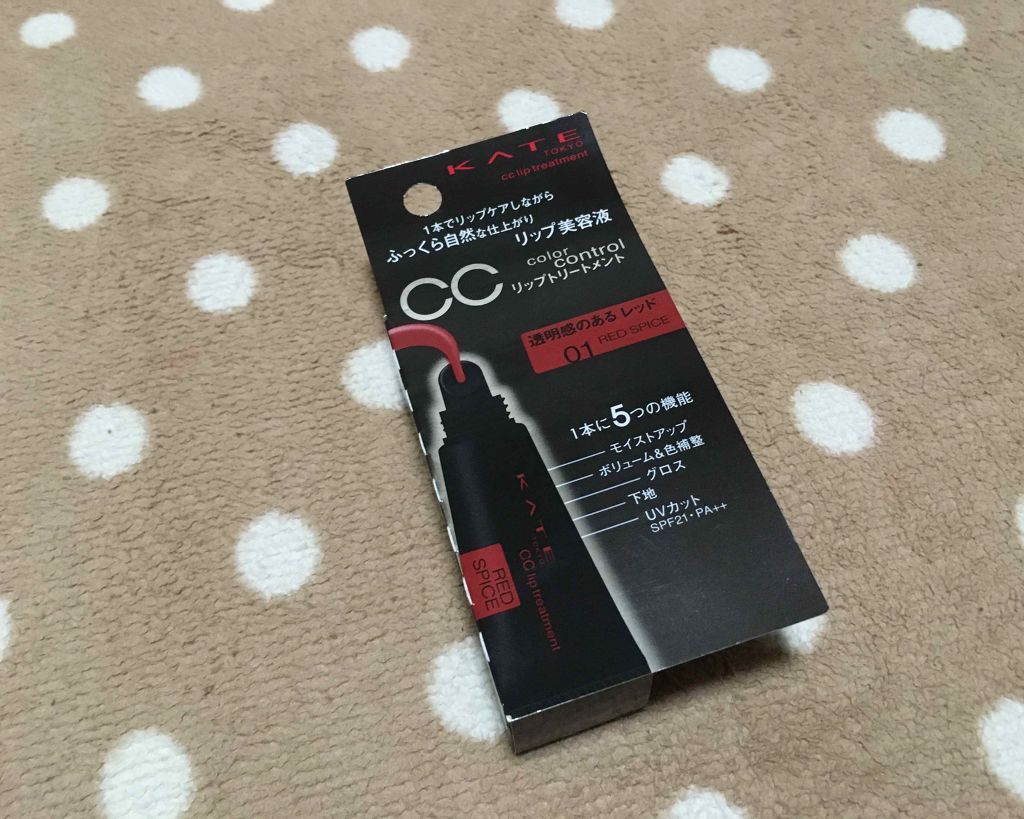 KATE
TOKYO
cc lip treatment
1本でリップケアしながら
ふっくら自然な仕上がり
リップ美容液
CC
color
control
リップトリートメント
透明感のある レッド
01 RED SPICE
1本に5つの機能
モイストアップ
ボリューム&色補整
グロス
下地
UVカット
SPF21・PA++
KATE
TOKYO
CC lip treatment
RED
SPICE